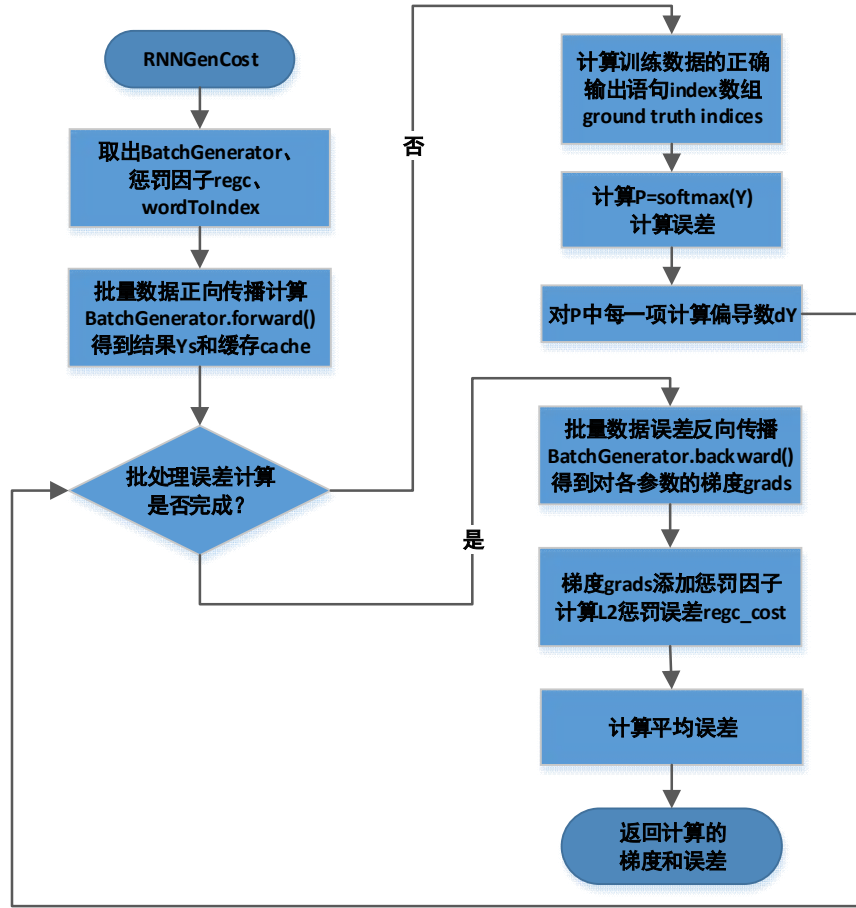 RNNGenCost
取出BatchGenerator、
惩罚因子regc、
wordToIndex
批量数据正向传播计算
BatchGenerator.forward()
得到结果Ys和缓存cache
批处理误差计算
是否完成？
否
计算训练数据的正确
输出语句index数组
ground truth indices
计算P=softmax(Y)
计算误差
对P中每一项计算偏导数dY
是
批量数据误差反向传播
BatchGenerator.backward()
得到对各参数的梯度grads
梯度grads添加惩罚因子
计算L2惩罚误差regc_cost
计算平均误差
返回计算的
梯度和误差